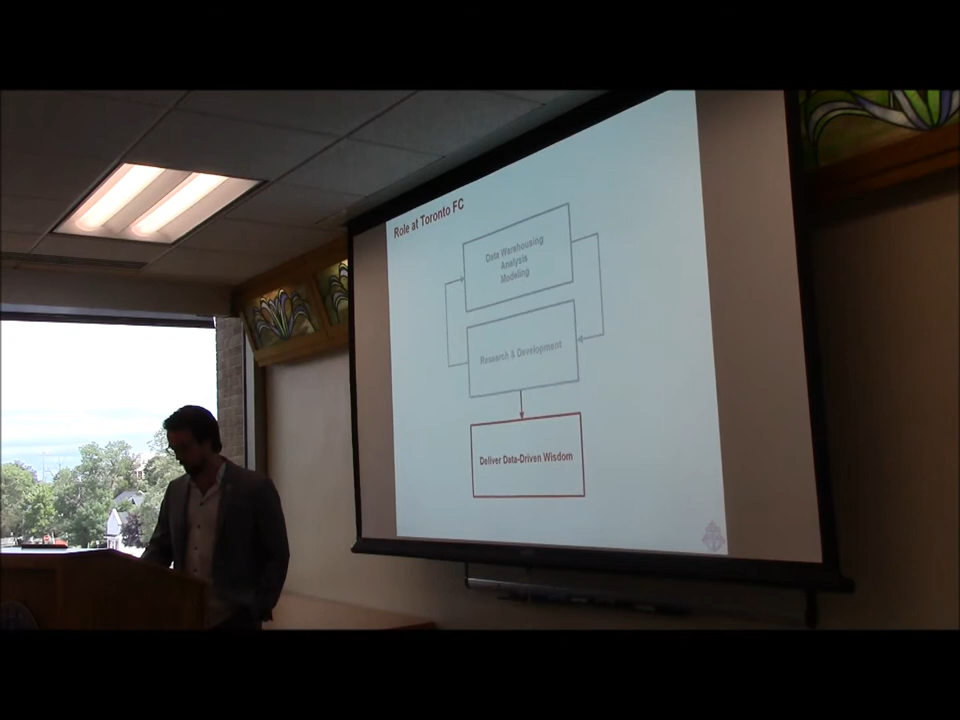 Role at Toronto FC
Data Warehousing
Analysis
Modeling
Research & Development
Deliver Data-Driven Wisdom